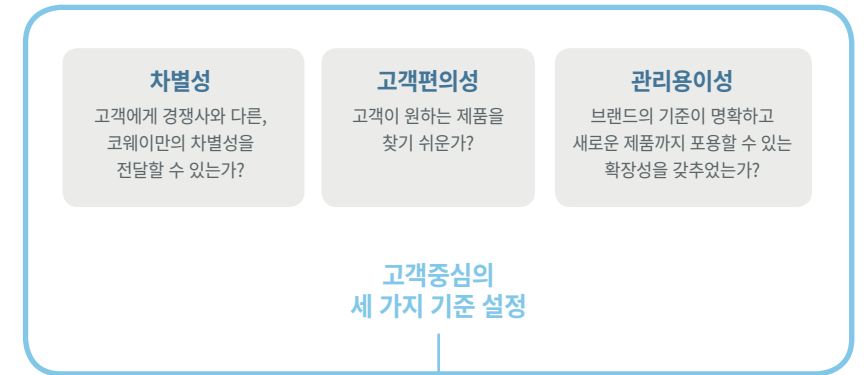 차별성
고객에게 경쟁사와 다른,
코웨이만의 차별성을
전달할 수 있는가?
고객편의성
고객이 원하는 제품을
찾기 쉬운가?
관리용이성
브랜드의 기준이 명확하고
새로운 제품까지 포용할 수 있는
확장성을 갖추었는가?
고객중심의
세 가지 기준 설정